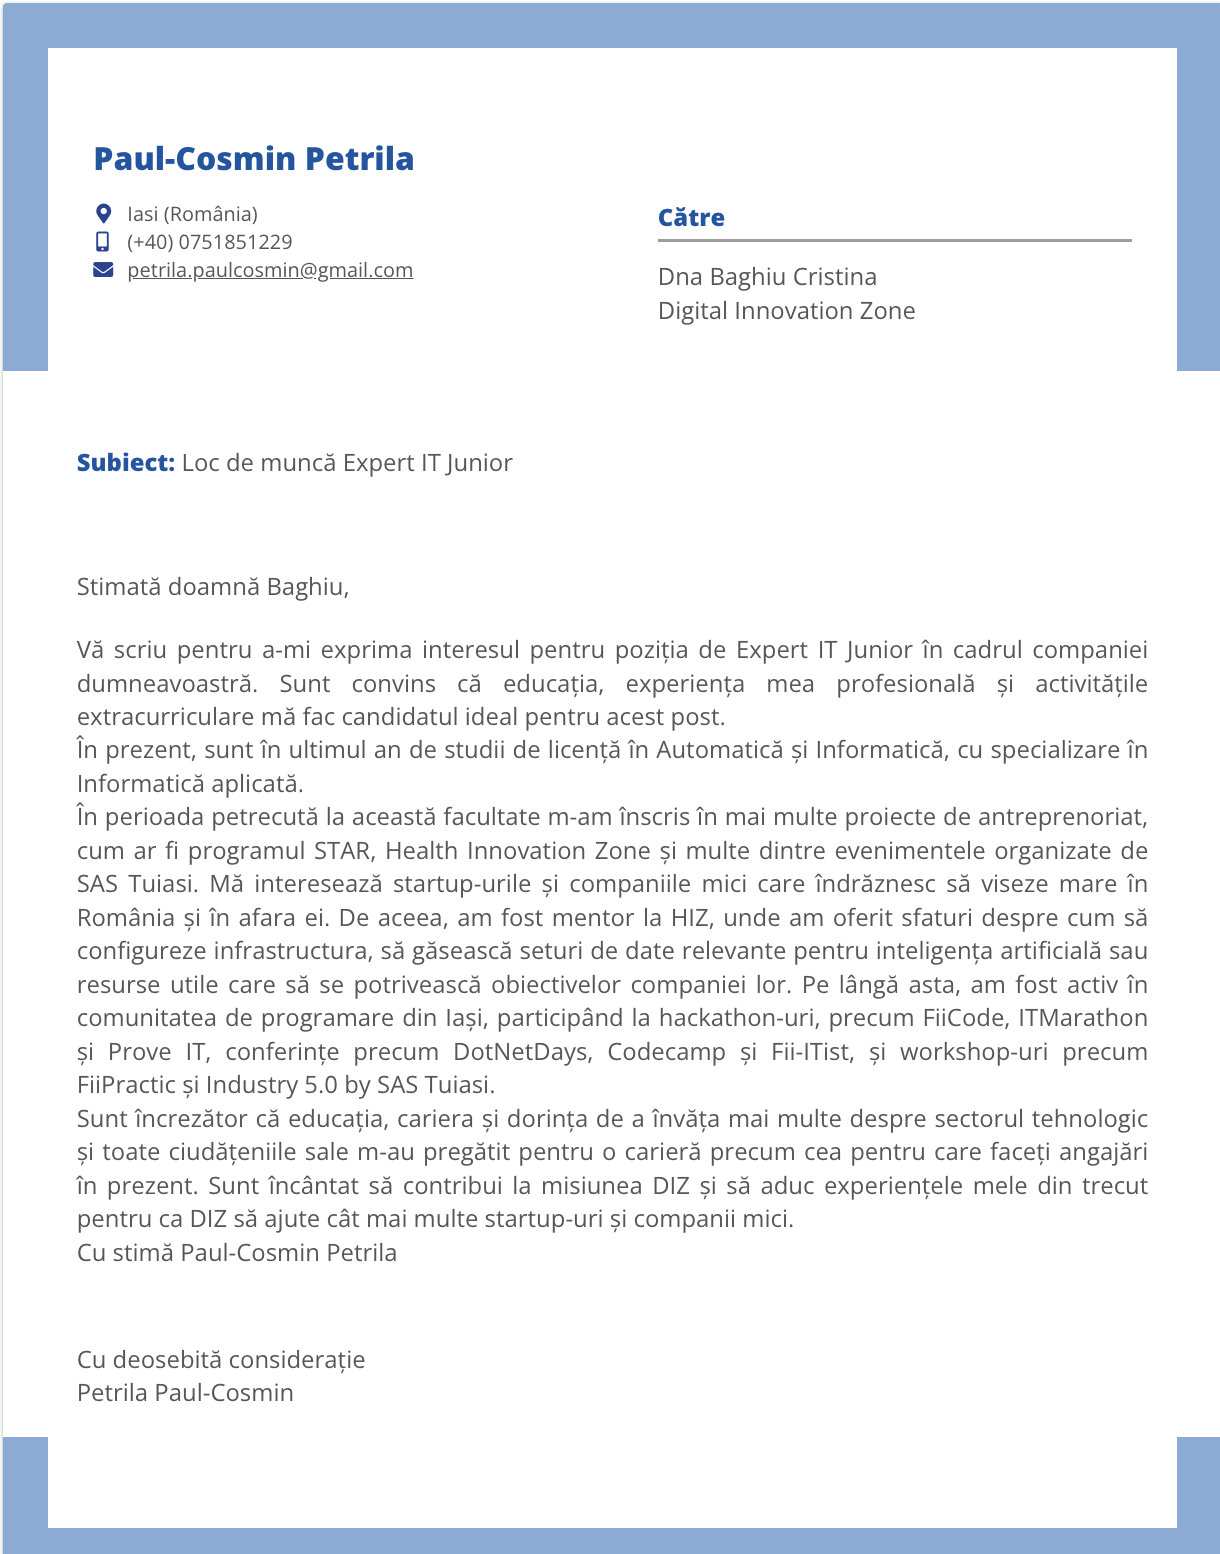 Paul-Cosmin Petrila
Iasi (România)
(+40) 0751851229
petrila.paulcosmin@gmail.com
Către
Dna Baghiu Cristina
Digital Innovation Zone
Subiect: Loc de muncă Expert IT Junior
Stimată doamnă Baghiu,
Vă scriu pentru a-mi exprima interesul pentru poziția de Expert IT Junior în cadrul companiei
dumneavoastră. Sunt convins că educația, experiența mea profesională și activitățile
extracurriculare mă fac candidatul ideal pentru acest post.
În prezent, sunt în ultimul an de studii de licență în Automatică și Informatică, cu specializare în
Informatică aplicată.
În perioada petrecută la această facultate m-am înscris în mai multe proiecte de antreprenoriat,
cum ar fi programul STAR, Health Innovation Zone și multe dintre evenimentele organizate de
SAS Tuiasi. Mă interesează startup-urile și companiile mici care îndrăznesc să viseze mare în
România și în afara ei. De aceea, am fost mentor la HIZ, unde am oferit sfaturi despre cum să
configureze infrastructura, să găsească seturi de date relevante pentru inteligența artificială sau
resurse utile care să se potrivească obiectivelor companiei lor. Pe lângă asta, am fost activ în
comunitatea de programare din Iași, participând la hackathon-uri, precum FiiCode, ITMarathon
și Prove IT, conferințe precum DotNetDays, Codecamp și Fii-ITist, și workshop-uri precum
FiiPractic și Industry 5.0 by SAS Tuiasi.
Sunt încrezător că educația, cariera și dorința de a învăța mai multe despre sectorul tehnologic
și toate ciudățeniile sale m-au pregătit pentru o carieră precum cea pentru care faceți angajări
în prezent. Sunt încântat să contribui la misiunea DIZ și să aduc experiențele mele din trecut
pentru ca DIZ să ajute cât mai multe startup-uri și companii mici.
Cu stimă Paul-Cosmin Petrila
Cu deosebită considerație
Petrila Paul-Cosmin